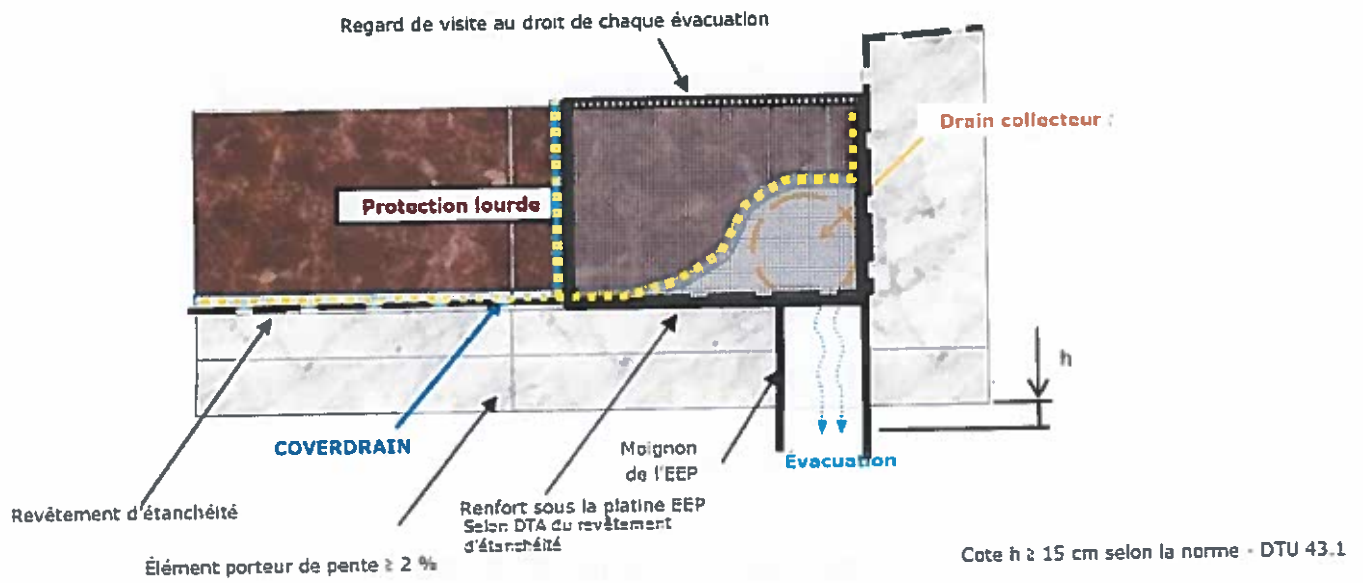 Regard de visite au droit de chaque évacuation
Drain collecteur :
Protection lourde
h
COVERDRAIN
Moignon
de l'EEP
Évacuation
Revêtement d'étanchéité
Renfort sous la platine EEP
Selon DTA du revêtement
d'étanchéité
Élément porteur de pente ≥ 2 %
Cote h ≥ 15 cm selon la norme - DTU 43.1